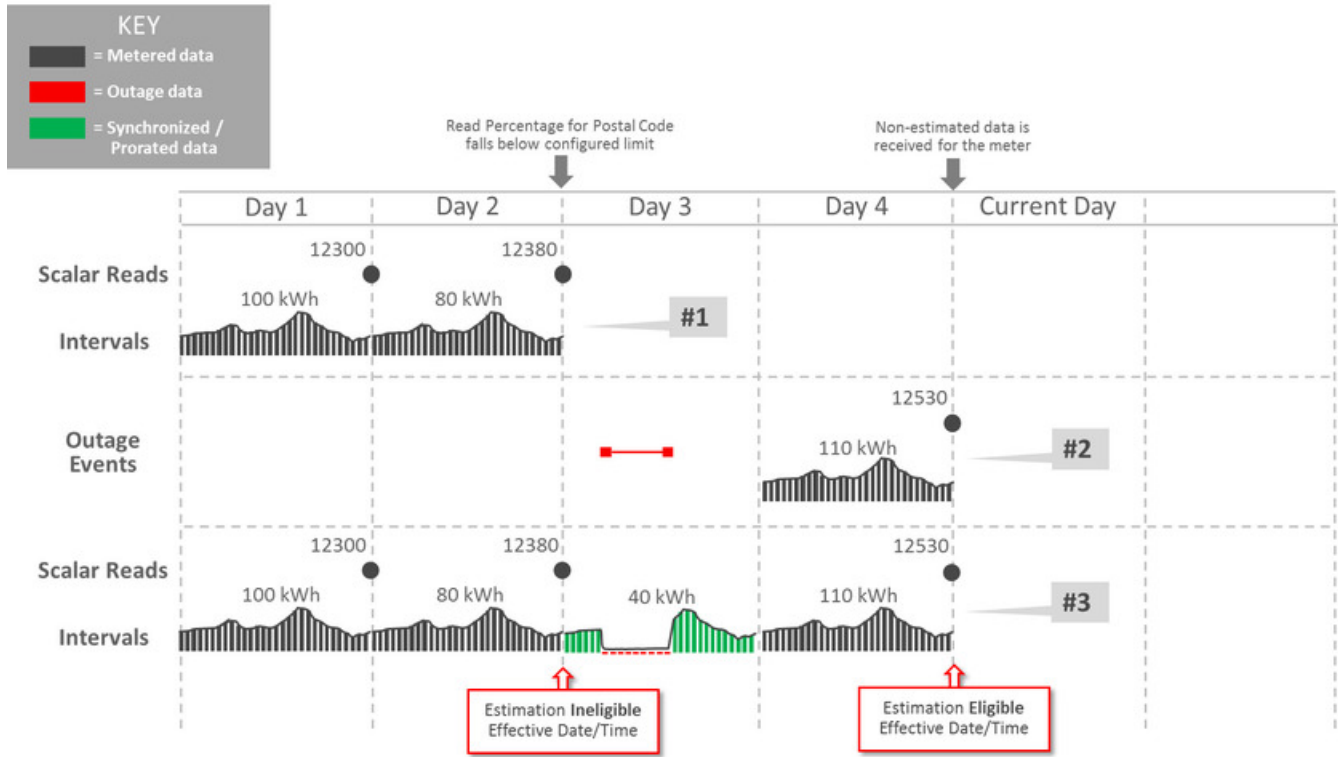 KEY
= Metered data
= Outage data
= Synchronized /
Prorated data
Read Percentage for Postal Code
falls below configured limit
Non-estimated data is
received for the meter
Day 1
Day 2
Day 3
Day 4
Current Day
Scalar Reads
12300
12380
100 kWh
80 kWh
#1
Intervals
Outage
Events
12530
110 kWh
#2
Scalar Reads
12300
12380
12530
100 kWh
80 kWh
40 kWh
110 kWh
#3
Intervals
Estimation Ineligible
Effective Date/Time
Estimation Eligible
Effective Date/Time